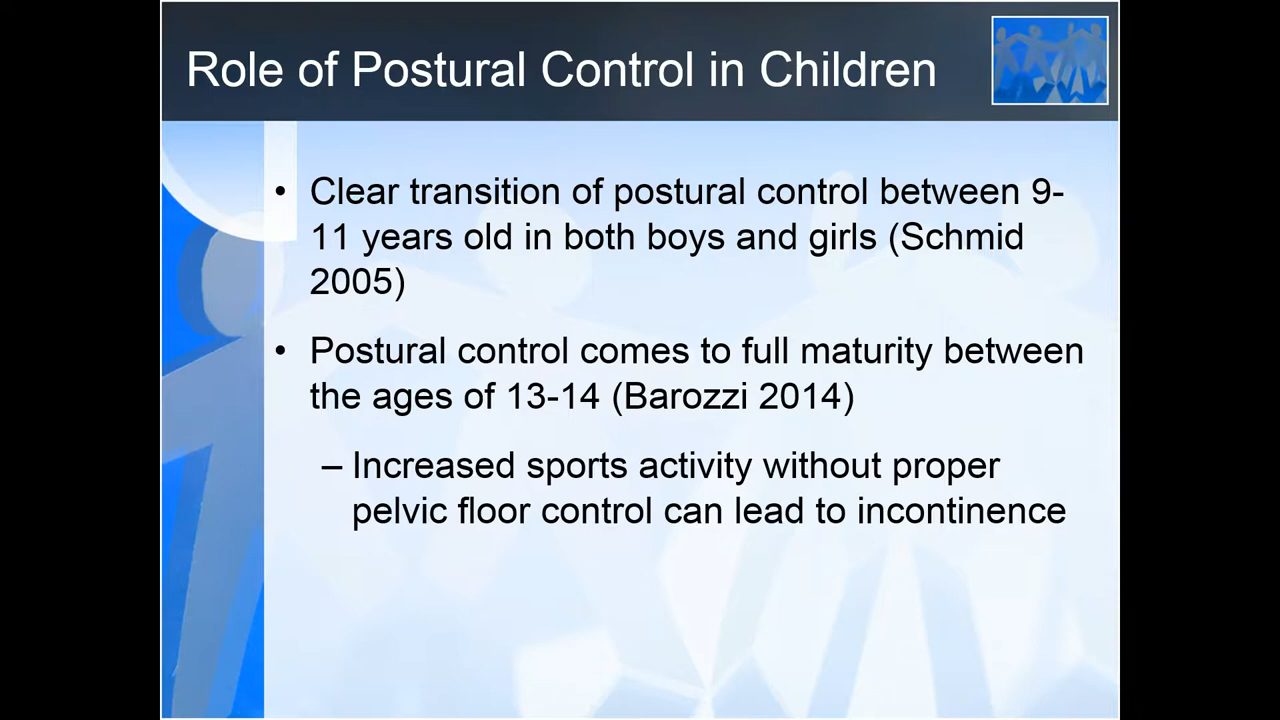 Role of Postural Control in Children
• Clear transition of postural control between 9-
11 years old in both boys and girls (Schmid
2005)
• Postural control comes to full maturity between
the ages of 13-14 (Barozzi 2014)
– Increased sports activity without proper
pelvic floor control can lead to incontinence